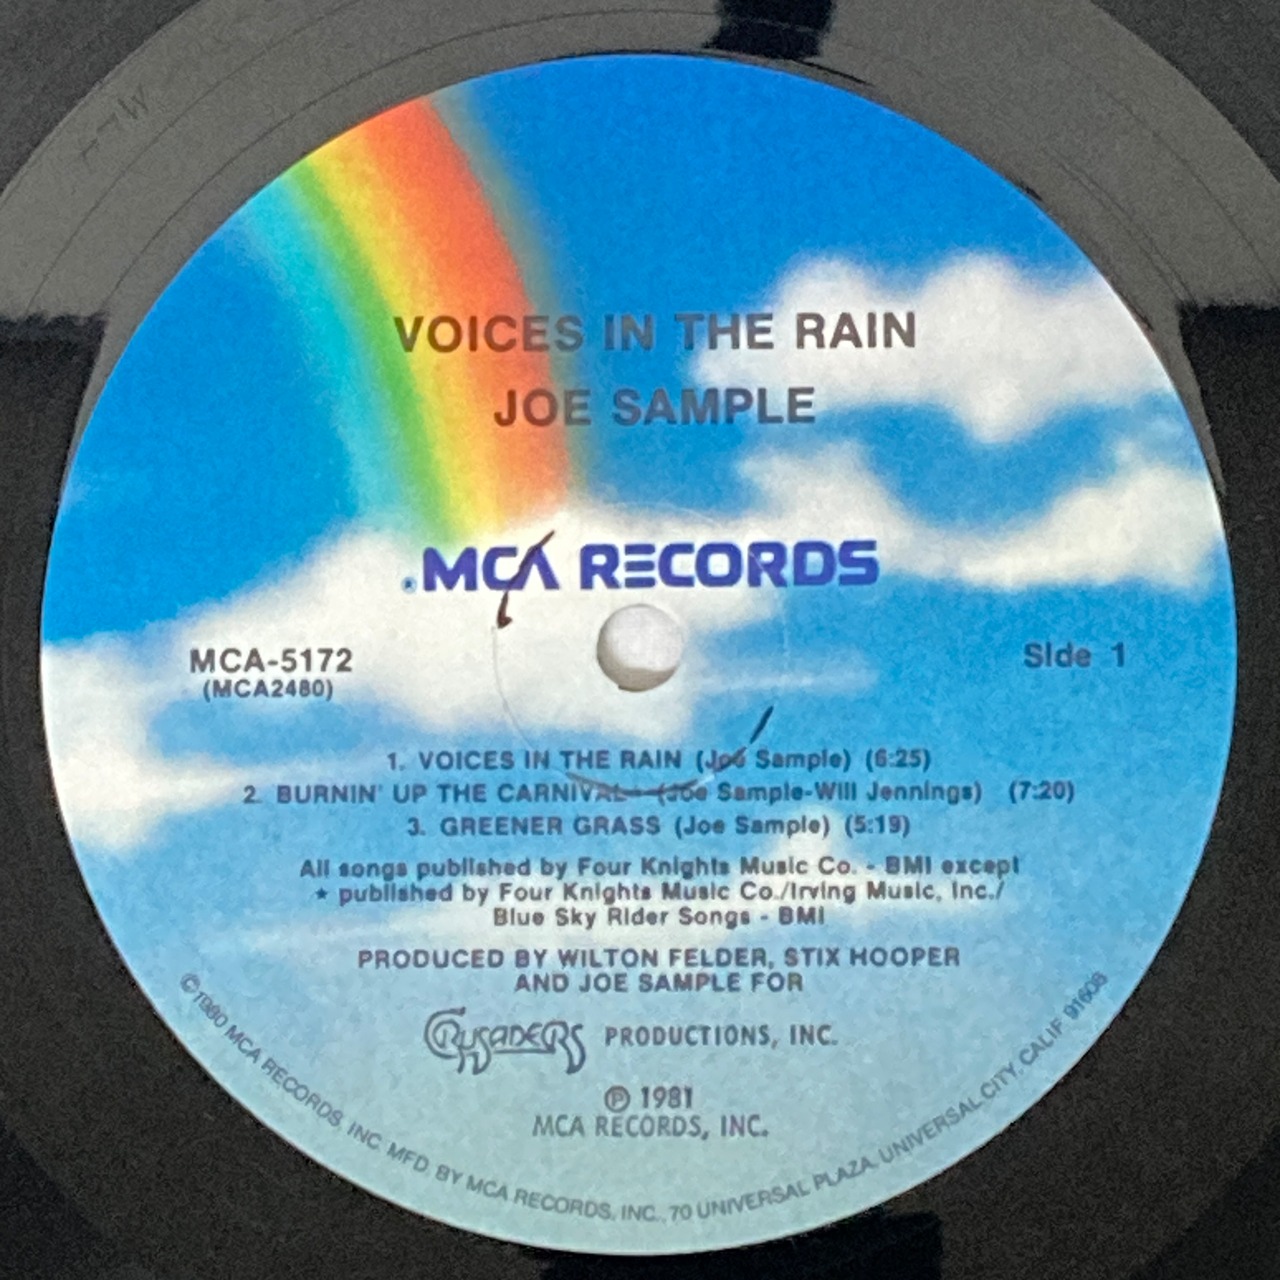 VOICES IN THE RAIN
JOE SAMPLE
MCA RECORDS
MCA-5172
(MCA2480)
Side 1
1. VOICES IN THE RAIN (Joe Sample) (6:25)
2. BURNIN' UP THE CARNIVAL (Joe Sample-Will Jennings) (7:20)
3. GREENER GRASS (Joe Sample) (5:19)
All songs published by Four Knights Music Co. - BMI except
★ published by Four Knights Music Co./Irving Music, Inc./
Blue Sky Rider Songs - BMI
PRODUCED BY WILTON FELDER, STIX HOOPER
AND JOE SAMPLE FOR
CRUSADERS PRODUCTIONS, INC.
℗ 1981
MCA RECORDS, INC.
©1980 MCA RECORDS, INC. MFD. BY MCA RECORDS, INC., 70 UNIVERSAL PLAZA, UNIVERSAL CITY, CALIF. 91608